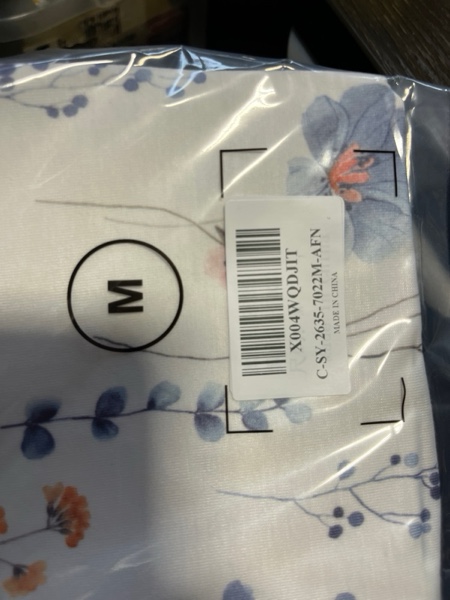 M
X004WQDJIT
C-SY-2635-7022M-AFN
MADE IN CHINA